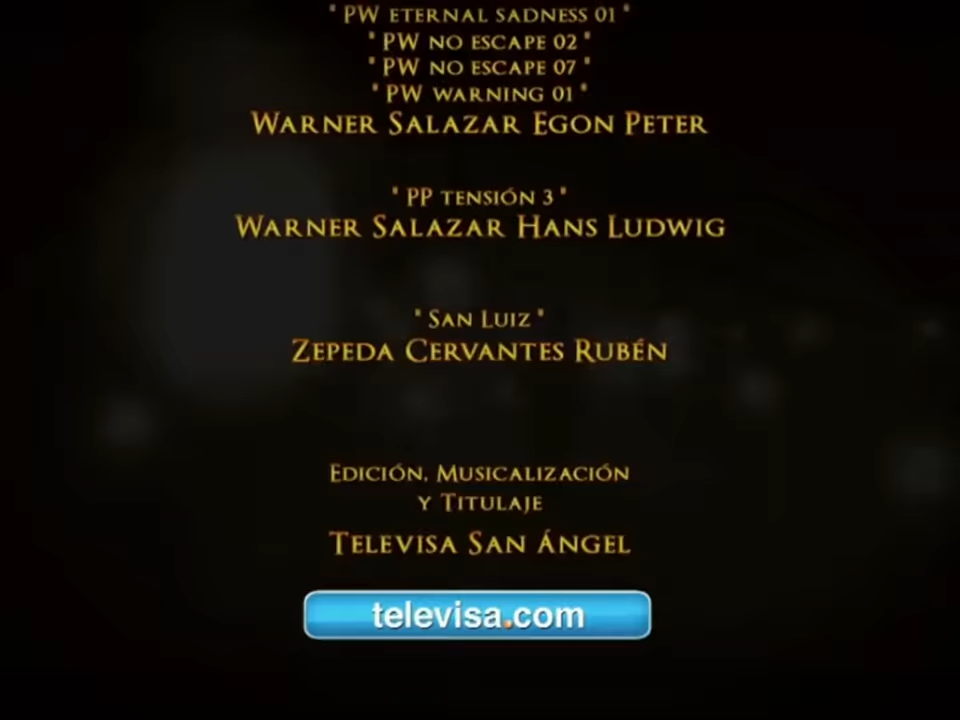 " PW ETERNAL SADNESS 01 "
" PW NO ESCAPE 02 "
" PW NO ESCAPE 07 "
" PW WARNING 01 "
WARNER SALAZAR EGON PETER
" PP TENSIÓN 3 "
WARNER SALAZAR HANS LUDWIG
" SAN LUIZ "
ZEPEDA CERVANTES RUBÉN
EDICIÓN, MUSICALIZACIÓN
Y TITULAJE
TELEVISA SAN ÁNGEL
televisa.com